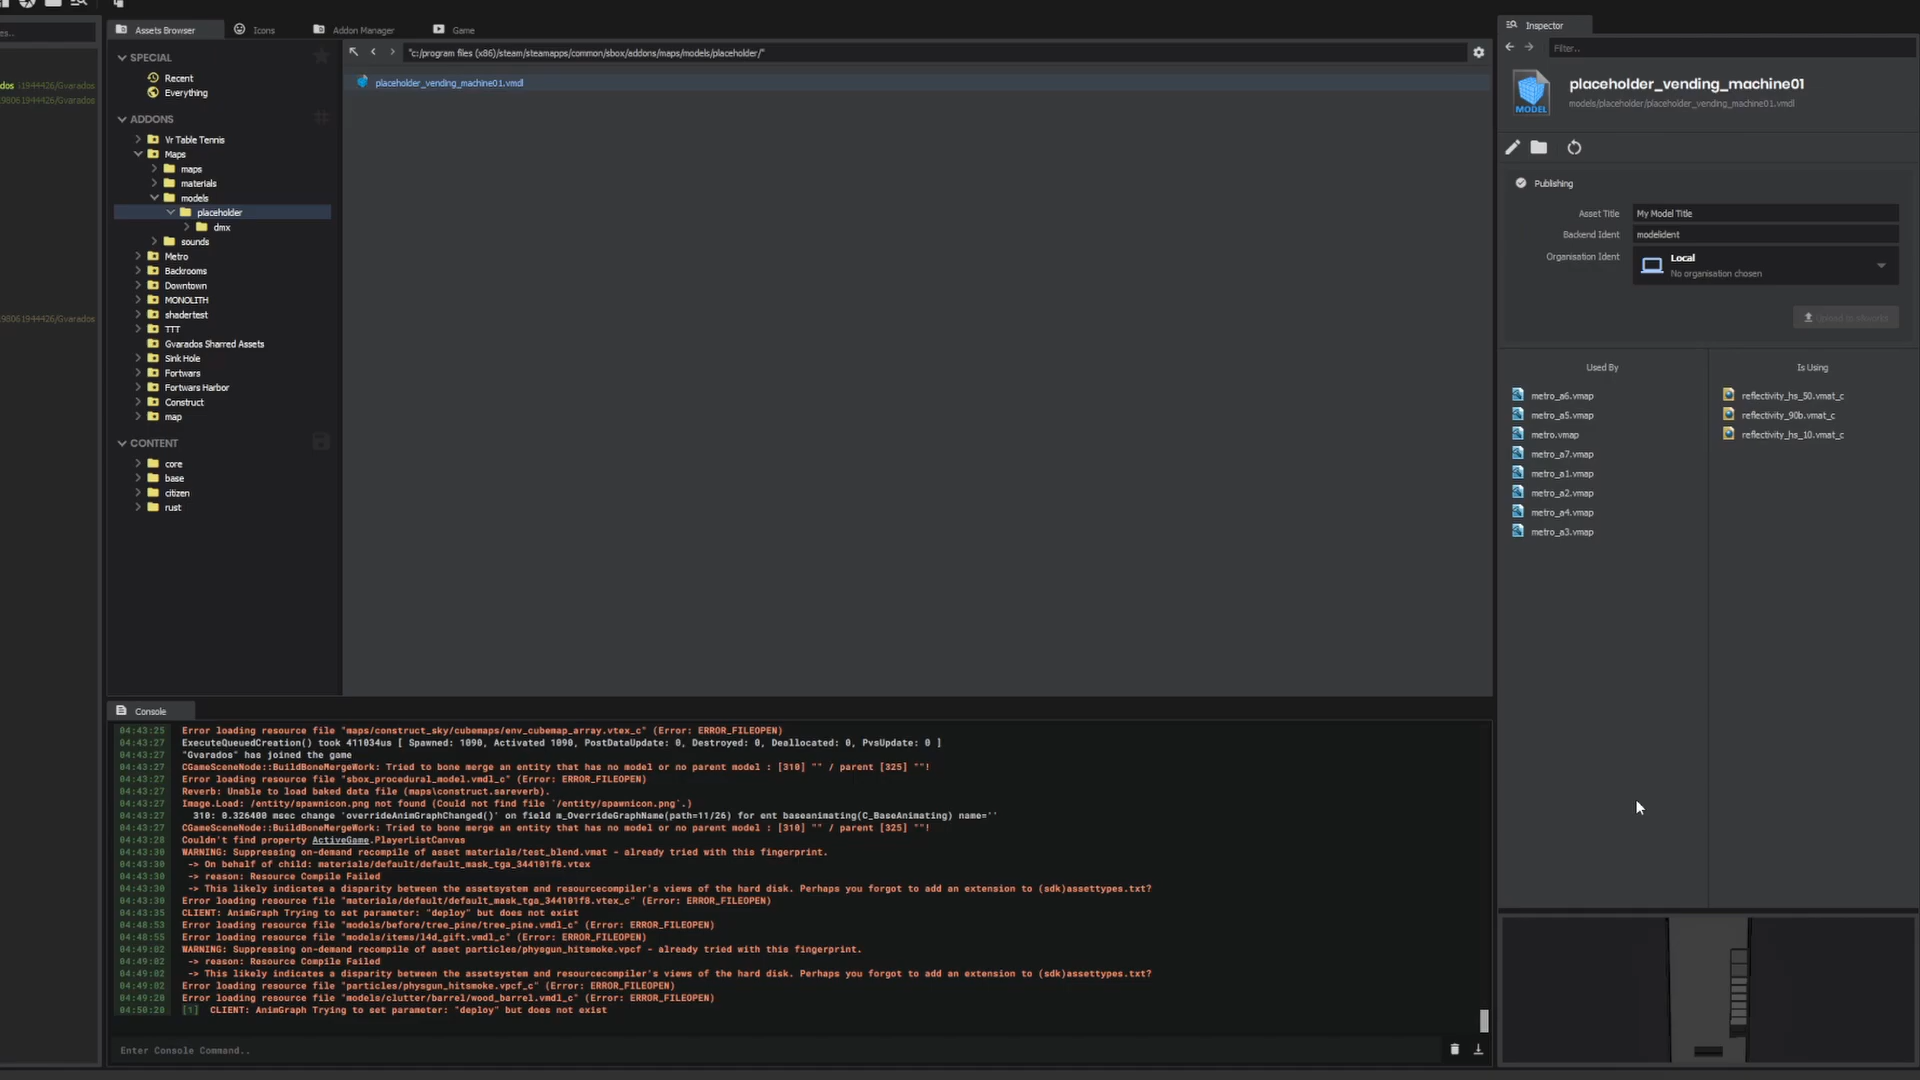 es..
dos :1944426/Gvarados
98061944426/Gvarados
198061944426/Gvarados
Assets Browser
Icons
Addon Manager
Game
SPECIAL
Recent
Everything
ADDONS
Vr Table Tennis
Maps
maps
materials
models
placeholder
dmx
sounds
Metro
Backrooms
Downtown
MONOLITH
shadertest
TTT
Gvarados Sharred Assets
Sink Hole
Fortwars
Fortwars Harbor
Construct
map
CONTENT
core
base
citizen
rust
"c:/program files (x86)/steam/steamapps/common/sbox/addons/maps/models/placeholder/"
placeholder_vending_machine01.vmdl
Console
04:43:25 Error loading resource file "maps/construct_sky/cubemaps/env_cubemap_array.vtex_c" (Error: ERROR_FILEOPEN)
04:43:27 ExecuteQueuedCreation() took 411034us [ Spawned: 1090, Activated 1090, PostDataUpdate: 0, Destroyed: 0, Deallocated: 0, PvsUpdate: 0 ]
04:43:27 "Gvarados" has joined the game
04:43:27 CGameSceneNode::BuildBoneMergeWork: Tried to bone merge an entity that has no model or no parent model : [310] "" / parent [325] ""!
04:43:27 Error loading resource file "sbox_procedural_model.vmdl_c" (Error: ERROR_FILEOPEN)
04:43:27 Reverb: Unable to load baked data file (maps\construct.sareverb).
04:43:27 Image.Load: /entity/spawnicon.png not found (Could not find file `/entity/spawnicon.png`.)
04:43:27 310: 0.326400 msec change 'overrideAnimGraphChanged()' on field m_OverrideGraphName(path=11/26) for ent baseanimating(C_BaseAnimating) name=''
04:43:27 CGameSceneNode::BuildBoneMergeWork: Tried to bone merge an entity that has no model or no parent model : [310] "" / parent [325] ""!
04:43:28 Couldn't find property ActiveGame.PlayerListCanvas
04:43:30 WARNING: Suppressing on-demand recompile of asset materials/test_blend.vmat - already tried with this fingerprint.
04:43:30 -> On behalf of child: materials/default/default_mask_tga_344101f8.vtex
04:43:30 -> reason: Resource Compile Failed
04:43:30 -> This likely indicates a disparity between the assetsystem and resourcecompiler's views of the hard disk. Perhaps you forgot to add an extension to (sdk)assettypes.txt?
04:43:30 Error loading resource file "materials/default/default_mask_tga_344101f8.vtex_c" (Error: ERROR_FILEOPEN)
04:43:35 CLIENT: AnimGraph Trying to set parameter: "deploy" but does not exist
04:48:53 Error loading resource file "models/before/tree_pine/tree_pine.vmdl_c" (Error: ERROR_FILEOPEN)
04:48:55 Error loading resource file "models/items/l4d_gift.vmdl_c" (Error: ERROR_FILEOPEN)
04:49:02 WARNING: Suppressing on-demand recompile of asset particles/physgun_hitsmoke.vpcf - already tried with this fingerprint.
04:49:02 -> reason: Resource Compile Failed
04:49:02 -> This likely indicates a disparity between the assetsystem and resourcecompiler's views of the hard disk. Perhaps you forgot to add an extension to (sdk)assettypes.txt?
04:49:02 Error loading resource file "particles/physgun_hitsmoke.vpcf_c" (Error: ERROR_FILEOPEN)
04:49:20 Error loading resource file "models/clutter/barrel/wood_barrel.vmdl_c" (Error: ERROR_FILEOPEN)
04:50:20 [1] CLIENT: AnimGraph Trying to set parameter: "deploy" but does not exist
Enter Console Command..
Inspector
Filter..
MODEL
placeholder_vending_machine01
models/placeholder/placeholder_vending_machine01.vmdl
Publishing
Asset Title My Model Title
Backend Ident modelident
Organisation Ident Local
No organisation chosen
Used By
metro_a6.vmap
metro_a5.vmap
metro.vmap
metro_a7.vmap
metro_a1.vmap
metro_a2.vmap
metro_a4.vmap
metro_a3.vmap
Is Using
reflectivity_hs_50.vmat_c
reflectivity_90b.vmat_c
reflectivity_hs_10.vmat_c